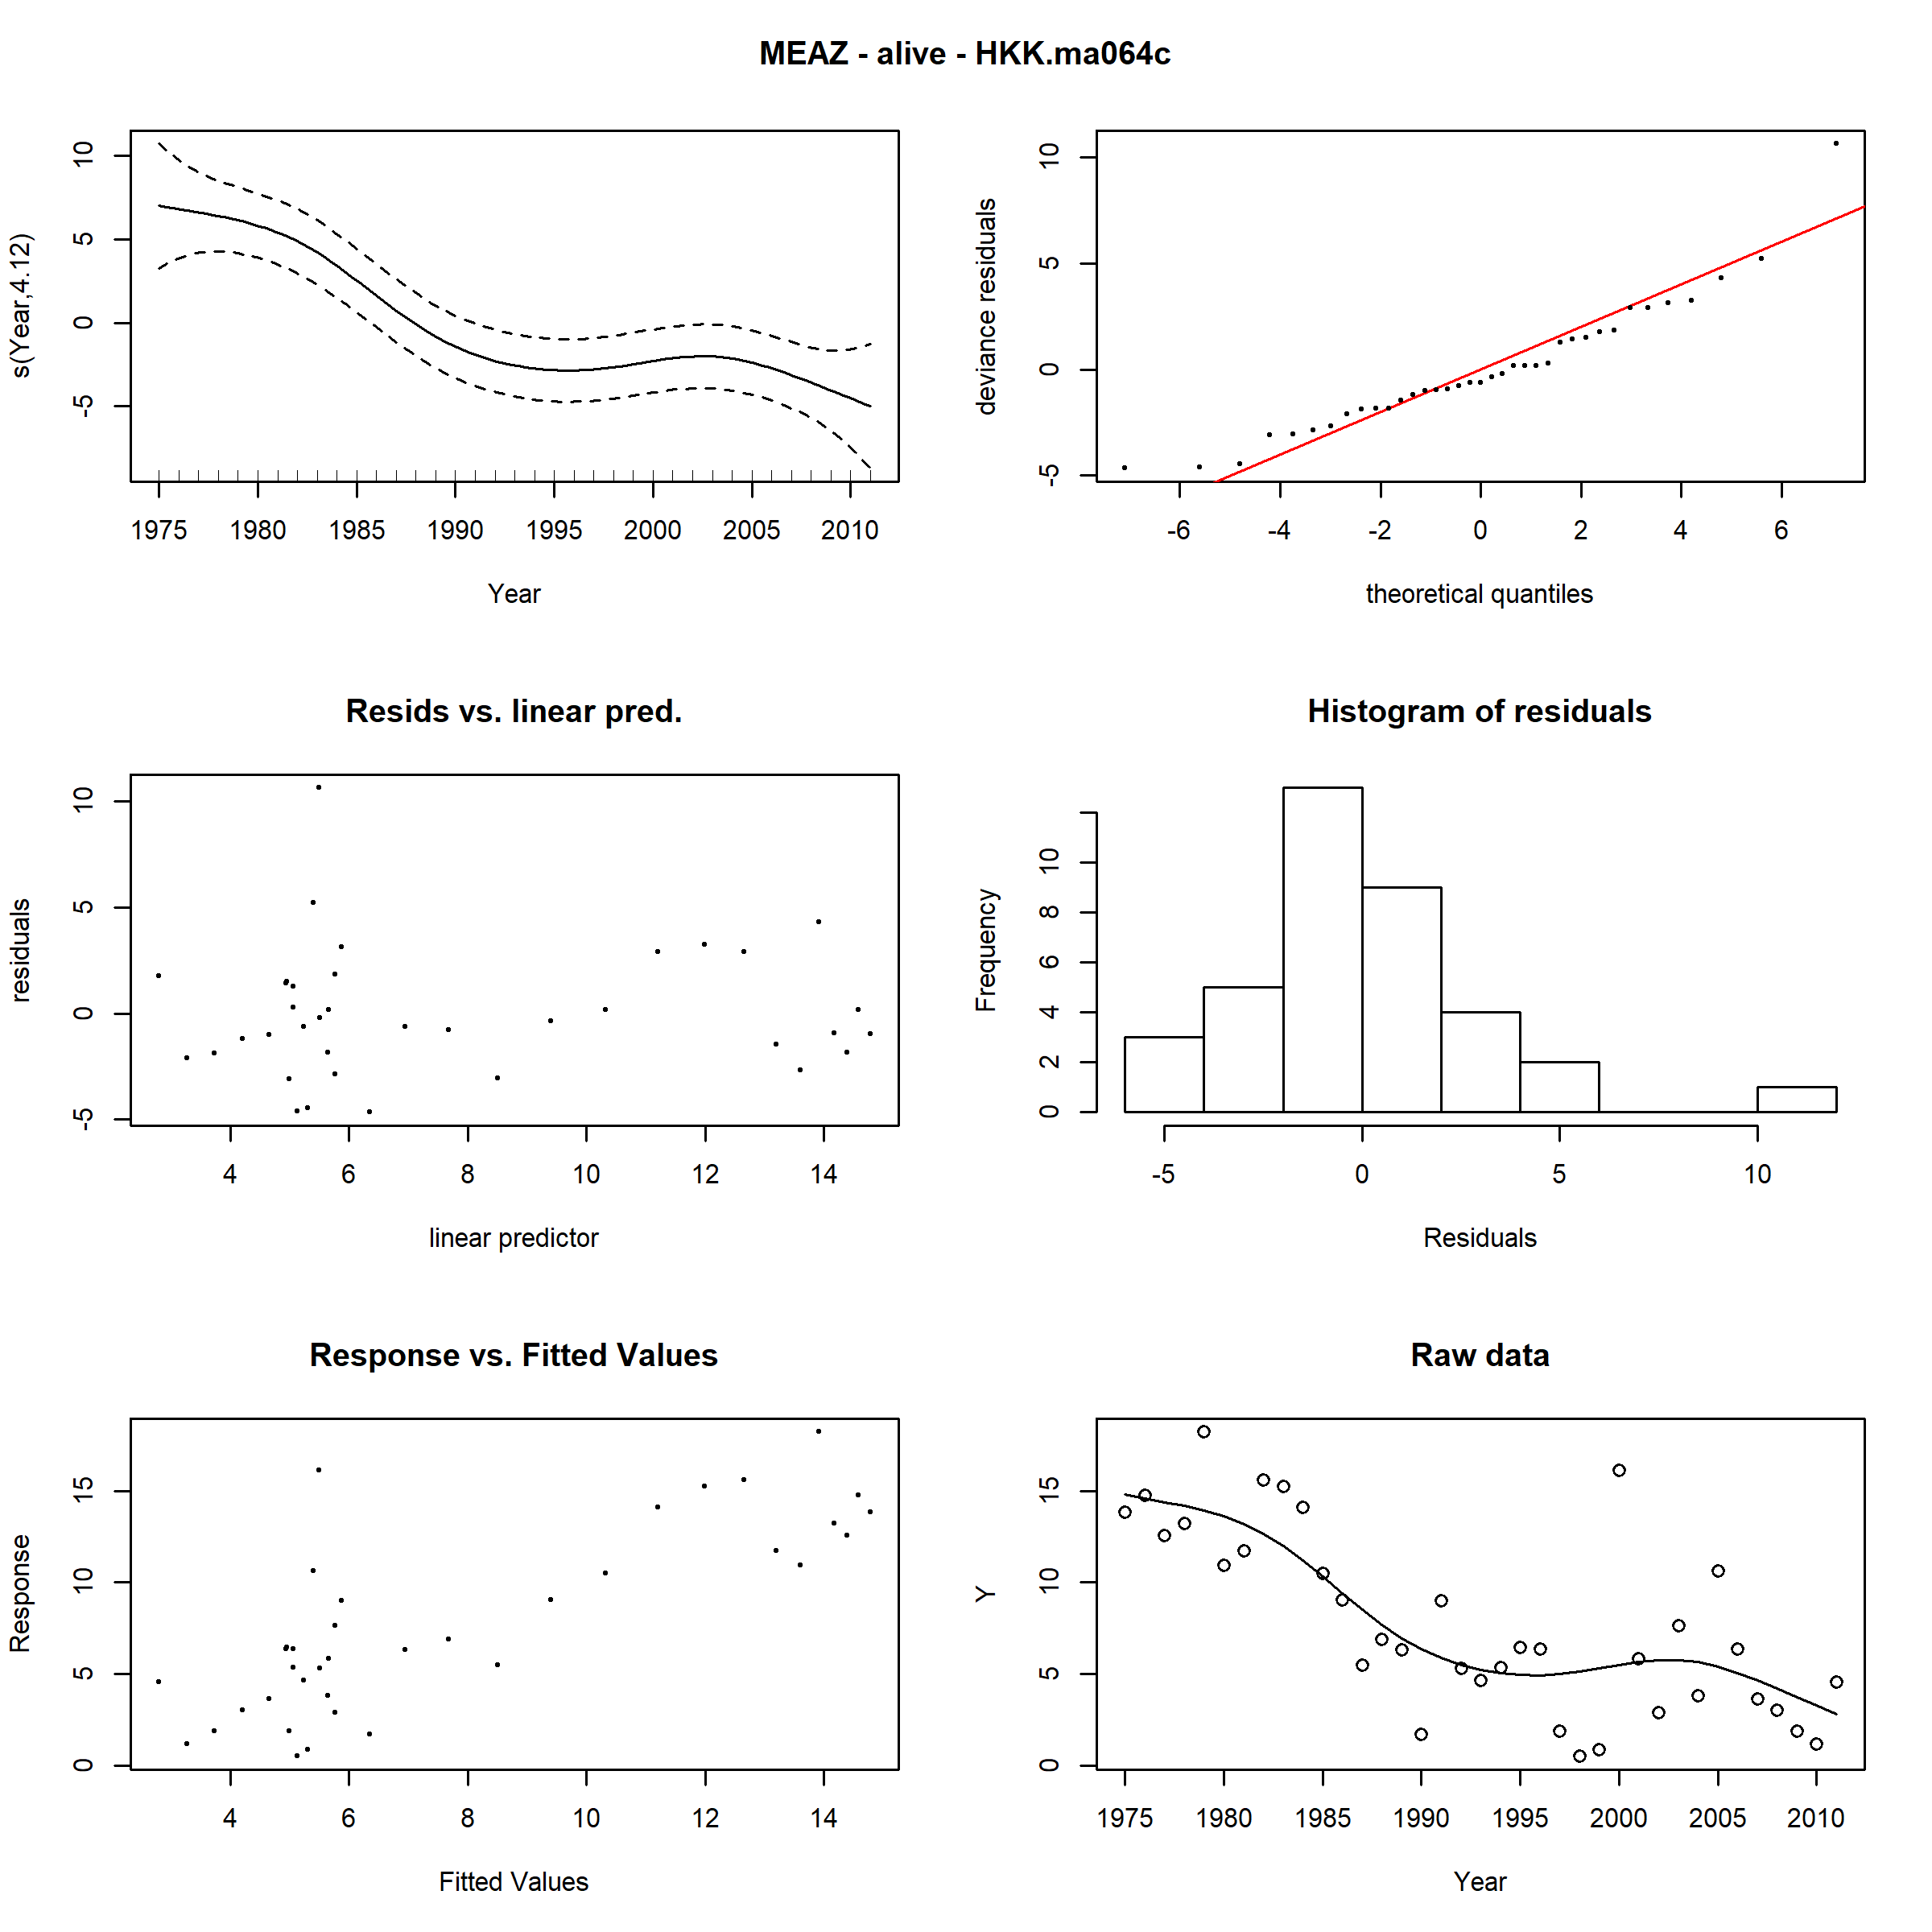 MEAZ - alive - HKK.ma064c
s(Year,4.12)
-5 0 5 10
1975 1980 1985 1990 1995 2000 2005 2010
Year
deviance residuals
-5 0 5 10
-6 -4 -2 0 2 4 6
theoretical quantiles
Resids vs. linear pred.
residuals
-5 0 5 10
4 6 8 10 12 14
linear predictor
Histogram of residuals
Frequency
0 2 4 6 8 10
-5 0 5 10
Residuals
Response vs. Fitted Values
Response
0 5 10 15
4 6 8 10 12 14
Fitted Values
Raw data
Y
0 5 10 15
1975 1980 1985 1990 1995 2000 2005 2010
Year